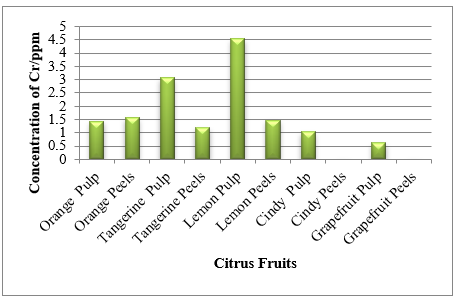 Concentration of Cr/ppm
5
4.5
4
3.5
3
2.5
2
1.5
1
0.5
0
Orange Pulp
Orange Peels
Tangerine Pulp
Tangerine Peels
Lemon Pulp
Lemon Peels
Cindy Pulp
Cindy Peels
Grapefruit Pulp
Grapefruit Peels
Citrus Fruits